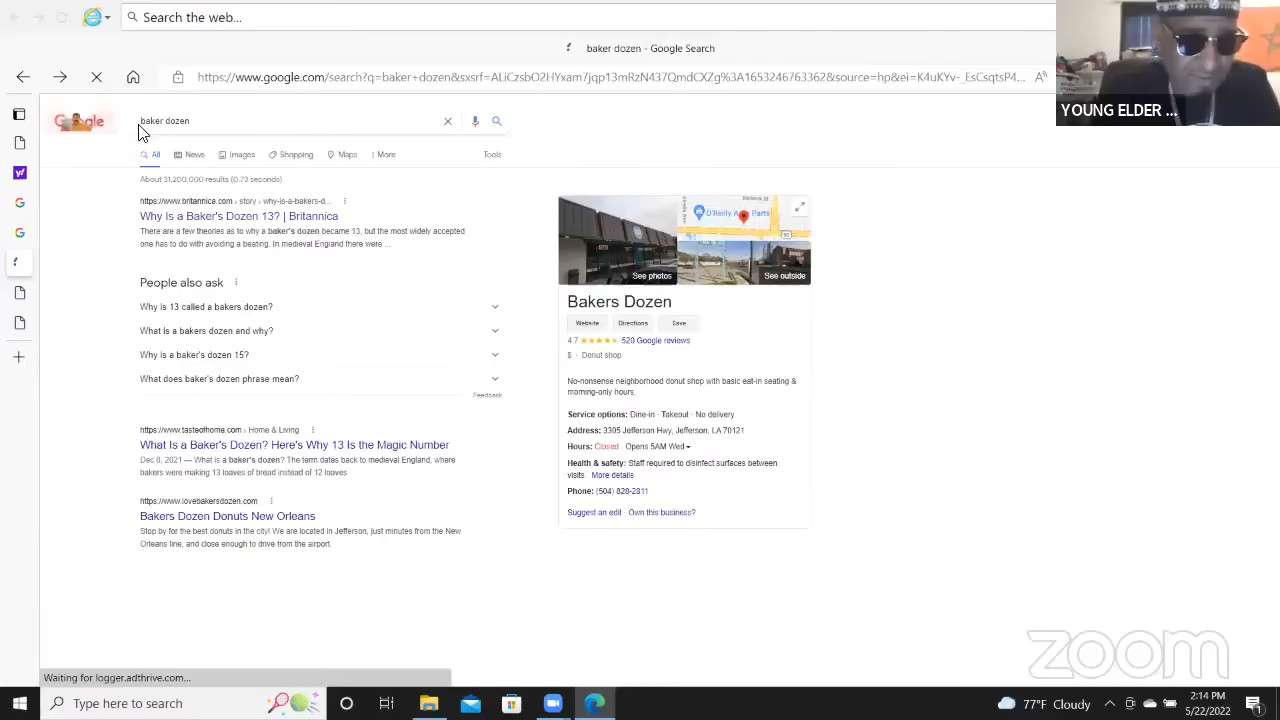 Search the web...
baker dozen - Google Search
https://www.google.com/search?q=baker+dozen&sxsrf=ALiCzsbO2HYxam7jqp13mRzN437QmdCXZg%3A1653246763362&source=hp&ei=K4uKYv-_EsCsqtsP4...
YOUNG ELDER ...
baker dozen
All
News
Images
Shopping
Maps
More
Tools
About 31,200,000 results (0.73 seconds)
https://www.britannica.com › story › why-is-a-bakers-d...
Why Is a Baker's Dozen 13? | Britannica
There are a few theories as to why a baker's dozen became 13, but the most widely accepted
one has to do with avoiding a beating. In medieval England there were ...
People also ask
Why is 13 called a bakers dozen?
What is a bakers dozen and why?
Why is a baker's dozen 15?
What does baker's dozen phrase mean?
Feedback
https://www.tasteofhome.com › Home & Living
What Is a Baker's Dozen? Here's Why 13 Is the Magic Number
Dec 8, 2021 — What is a baker's dozen? The term dates back to medieval England, where
bakers were making 13 loaves of bread instead of 12 loaves
https://www.lovebakersdozen.com
Bakers Dozen Donuts New Orleans
Stop by for the best donuts in the city! We are located in Jefferson, just minutes from the New
Orleans line, and close enough to drive from the airport.
O'Reilly Auto Parts
See photos
See outside
Bakers Dozen
Website
Directions
Save
4.7
520 Google reviews
$ · Donut shop
No-nonsense neighborhood donut shop with basic eat-in seating &
morning-only hours.
Service options: Dine-in · Takeout · No delivery
Address: 3305 Jefferson Hwy, Jefferson, LA 70121
Hours: Closed · Opens 5AM Wed
Health & safety: Staff required to disinfect surfaces between
visits · More details
Phone: (504) 828-2811
Suggest an edit · Own this business?
zoom
Waiting for logger.adthrive.com...
Type here to search
77°F Cloudy
2:14 PM
5/22/2022